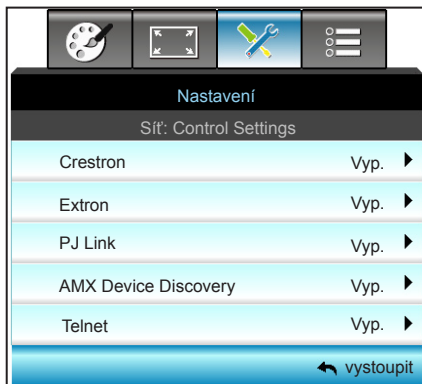 Nastavení
Síť: Control Settings
Crestron Vyp.
Extron Vyp.
PJ Link Vyp.
AMX Device Discovery Vyp.
Telnet Vyp.
vystoupit